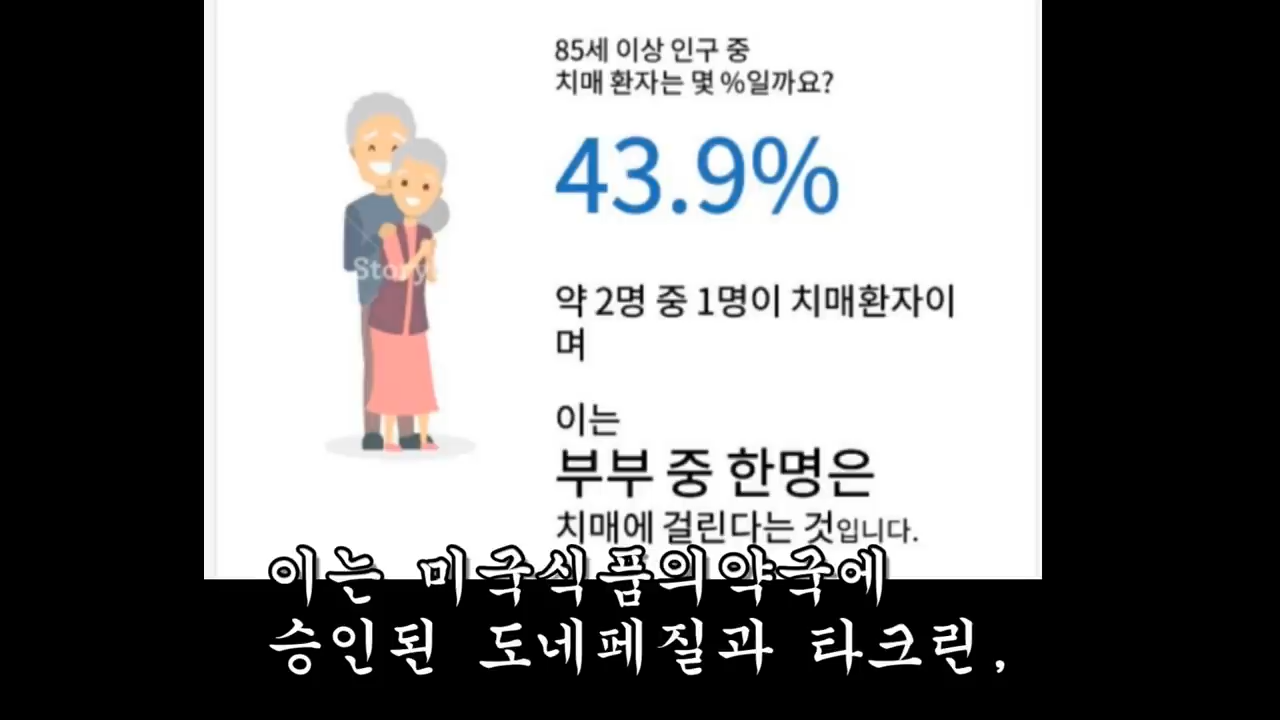 85세 이상 인구 중
치매 환자는 몇 %일까요?
43.9%
약 2명 중 1명이 치매환자이
며
이는
부부 중 한명은
치매에 걸린다는 것입니다.
Story
이는 미국식품의약국에
승인된 도네페질과 타크린,